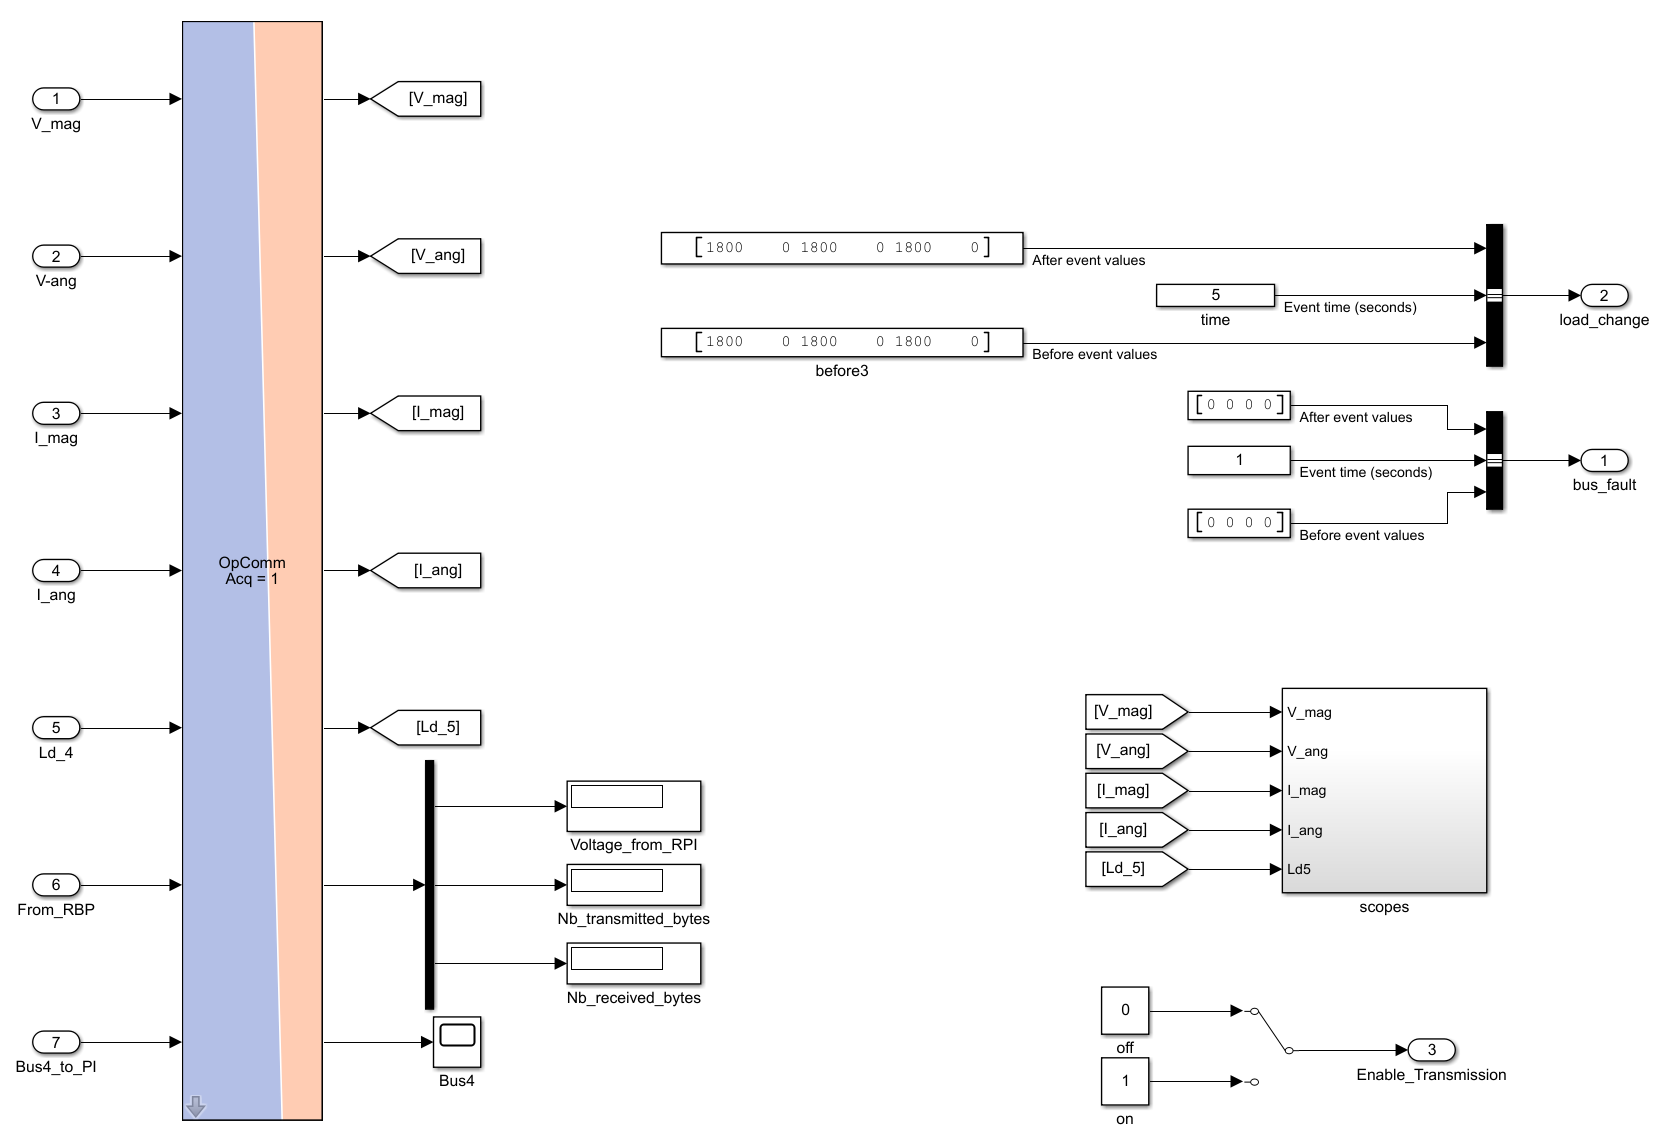 1
V_mag
2
V-ang
3
I_mag
4
I_ang
5
Ld_4
6
From_RBP
7
Bus4_to_PI
OpComm
Acq = 1
[V_mag]
[V_ang]
[I_mag]
[I_ang]
[Ld_5]
Voltage_from_RPI
Nb_transmitted_bytes
Nb_received_bytes
Bus4
[1800 0 1800 0 1800 0]
After event values
5
Event time (seconds)
time
[1800 0 1800 0 1800 0]
Before event values
before3
2
load_change
[0 0 0 0]
After event values
1
Event time (seconds)
[0 0 0 0]
Before event values
1
bus_fault
[V_mag]
[V_ang]
[I_mag]
[I_ang]
[Ld_5]
V_mag
V_ang
I_mag
I_ang
Ld5
scopes
0
off
1
on
3
Enable_Transmission